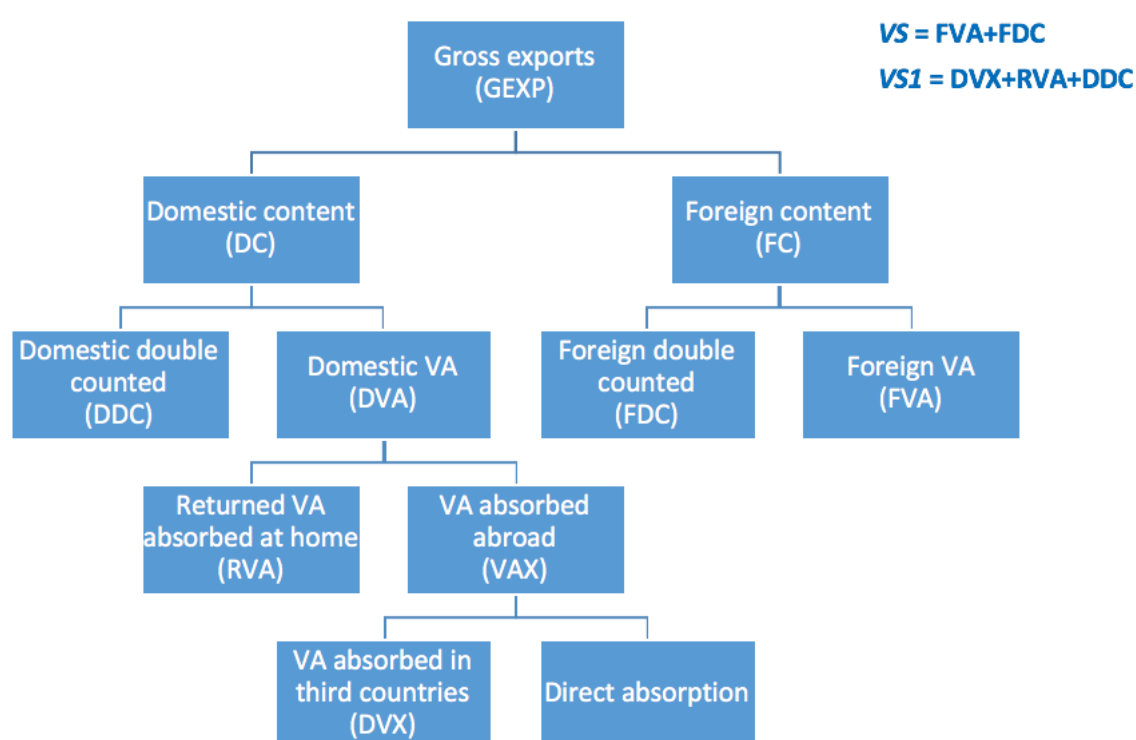 VS = FVA+FDC
VS1 = DVX+RVA+DDC
Gross exports
(GEXP)
Domestic content
(DC)
Foreign content
(FC)
Domestic double
counted
(DDC)
Domestic VA
(DVA)
Foreign double
counted
(FDC)
Foreign VA
(FVA)
Returned VA
absorbed at home
(RVA)
VA absorbed
abroad
(VAX)
VA absorbed in
third countries
(DVX)
Direct absorption